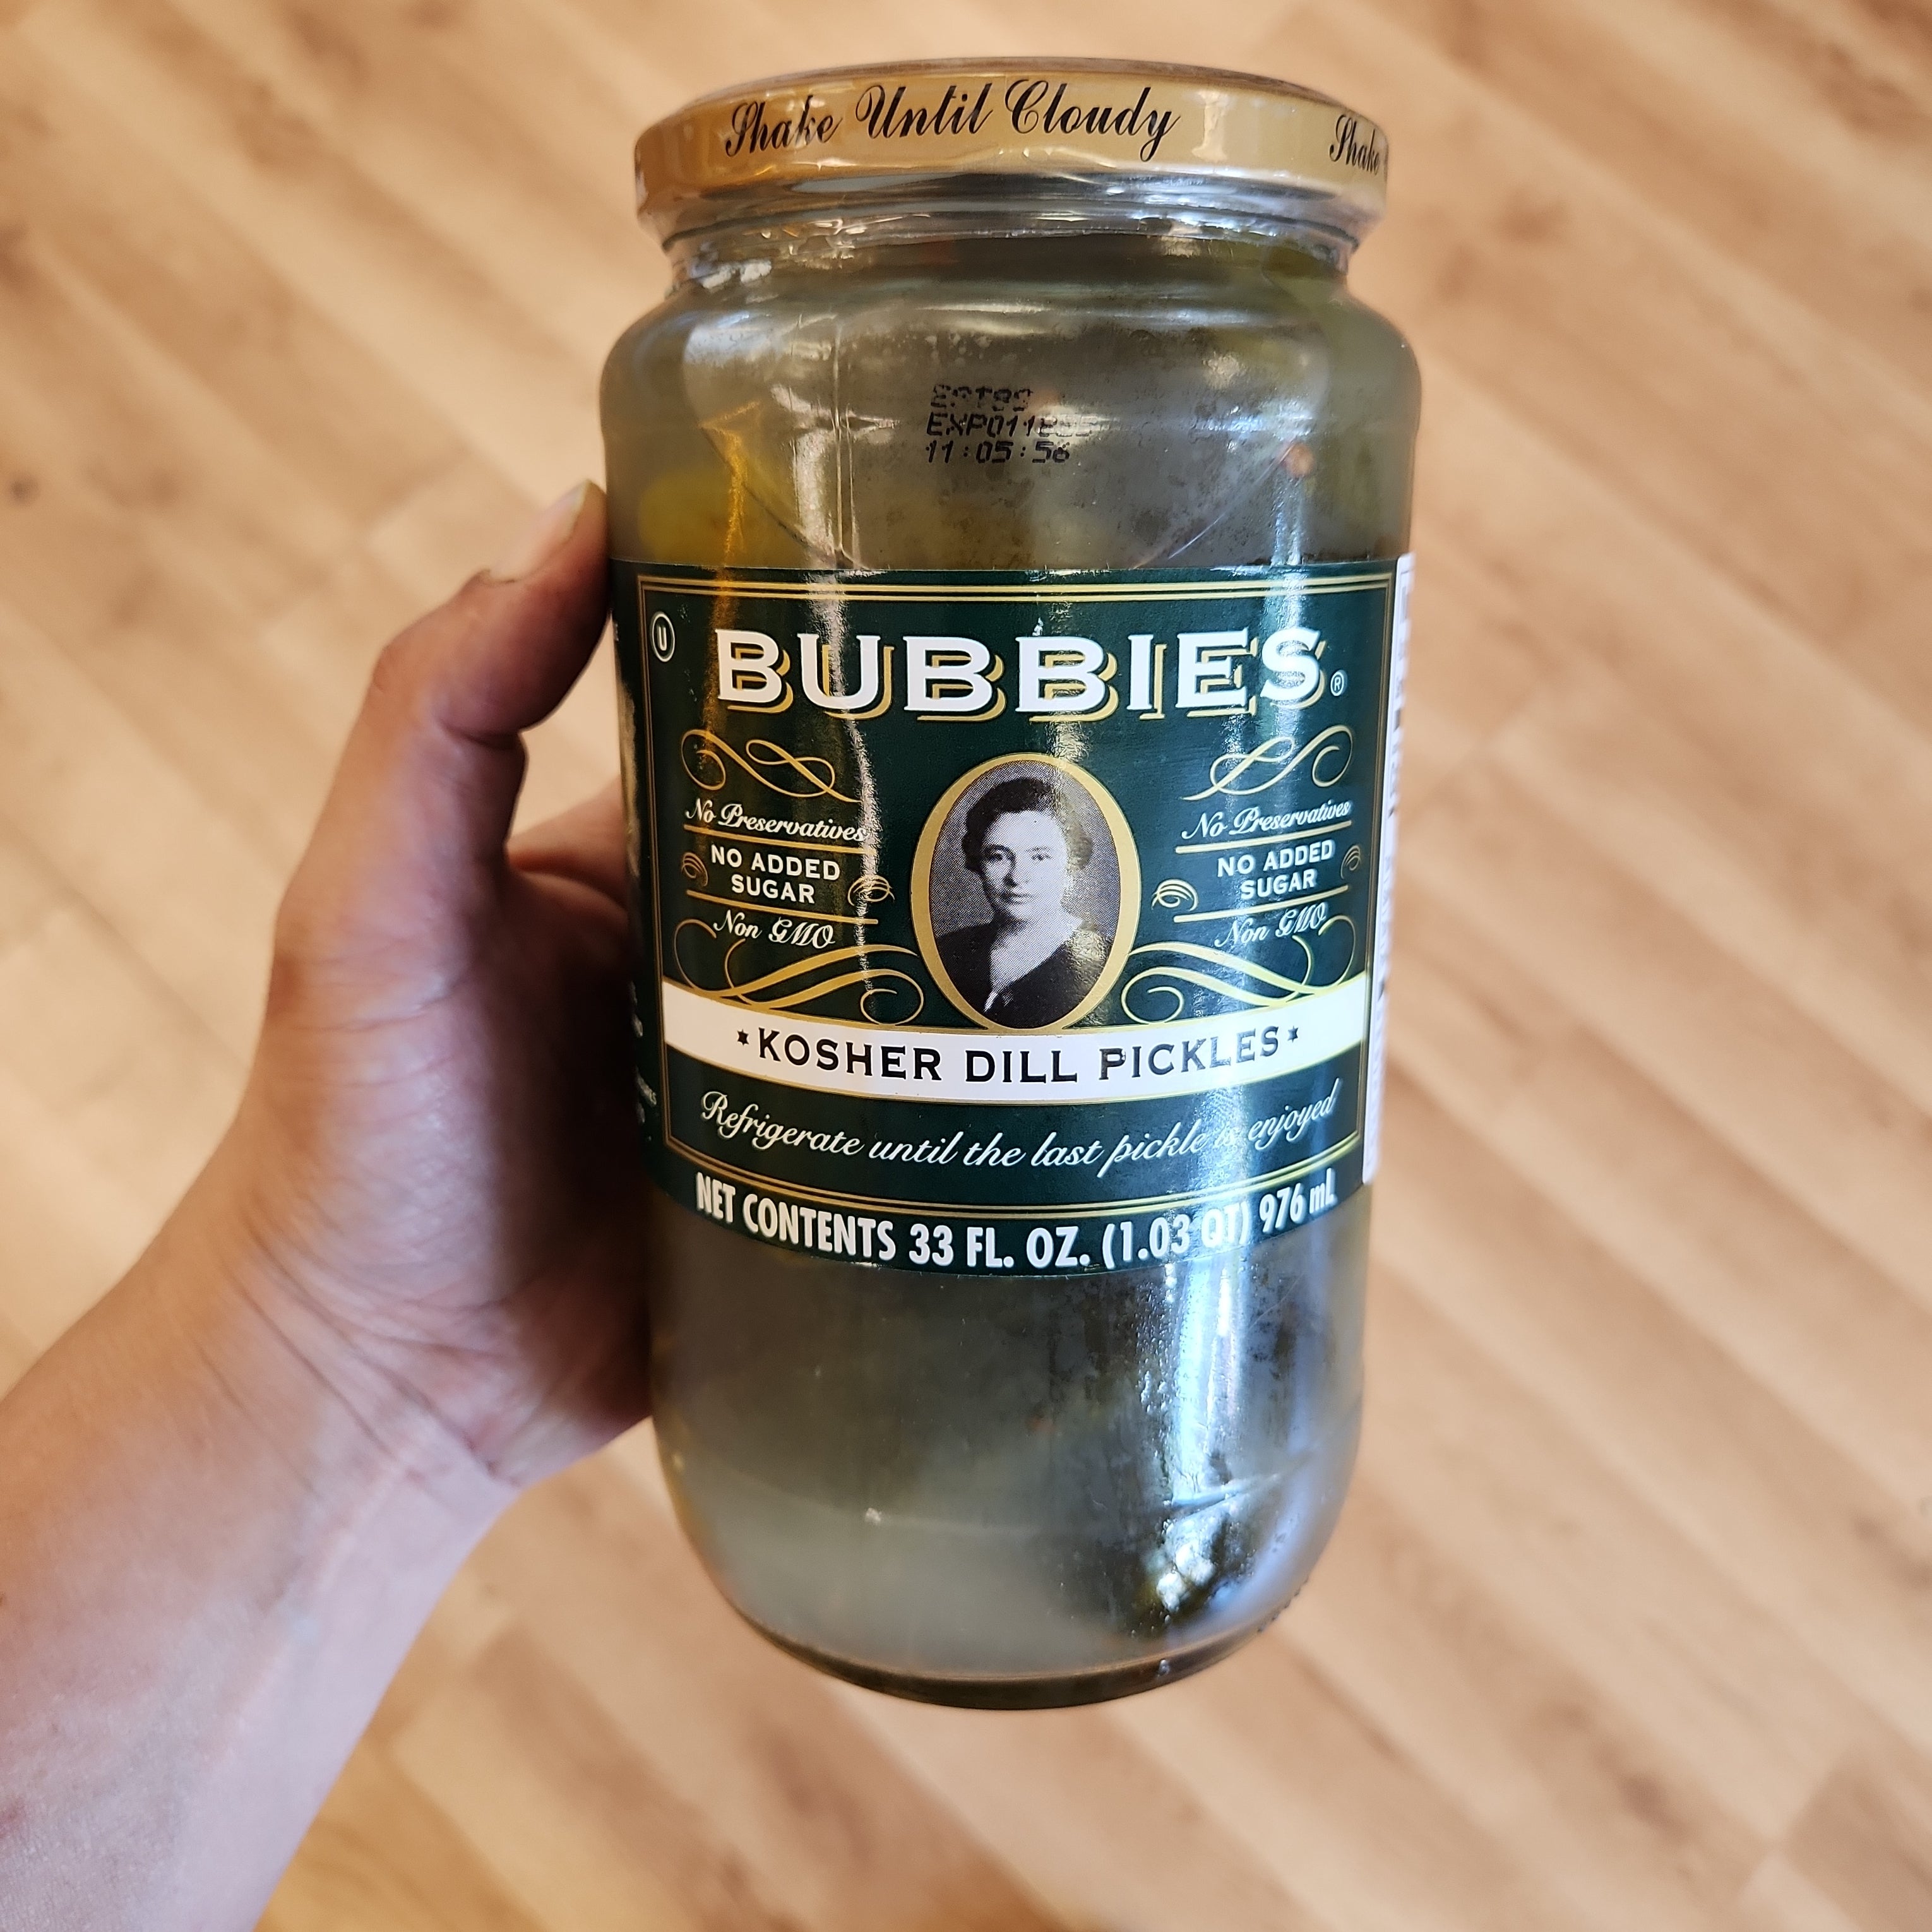 Shake Until Cloudy
Shake
11:05:56
U
BUBBIES®
No Preservatives
NO ADDED
SUGAR
Non GMO
No Preservatives
NO ADDED
SUGAR
Non GMO
KOSHER DILL PICKLES
Refrigerate until the last pickle is enjoyed
NET CONTENTS 33 FL. OZ. (1.03 QT) 976 mL